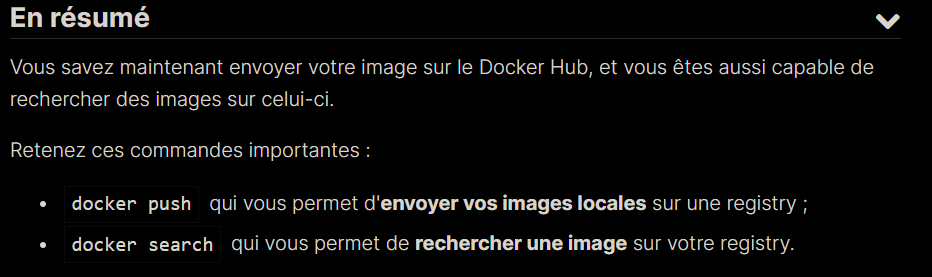 En résumé
Vous savez maintenant envoyer votre image sur le Docker Hub, et vous êtes aussi capable de
rechercher des images sur celui-ci.
Retenez ces commandes importantes :
• docker push qui vous permet d'envoyer vos images locales sur une registry ;
• docker search qui vous permet de rechercher une image sur votre registry.